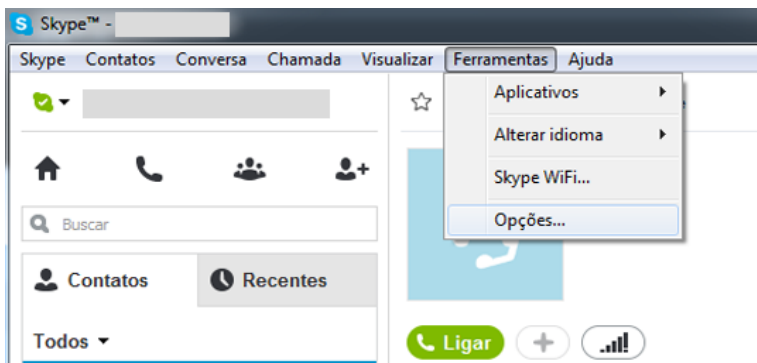 Skype™ -
Skype Contatos Conversa Chamada Visualizar Ferramentas Ajuda
Aplicativos
Alterar idioma
Skype WiFi...
Opções...
Buscar
Contatos Recentes
Todos
Ligar